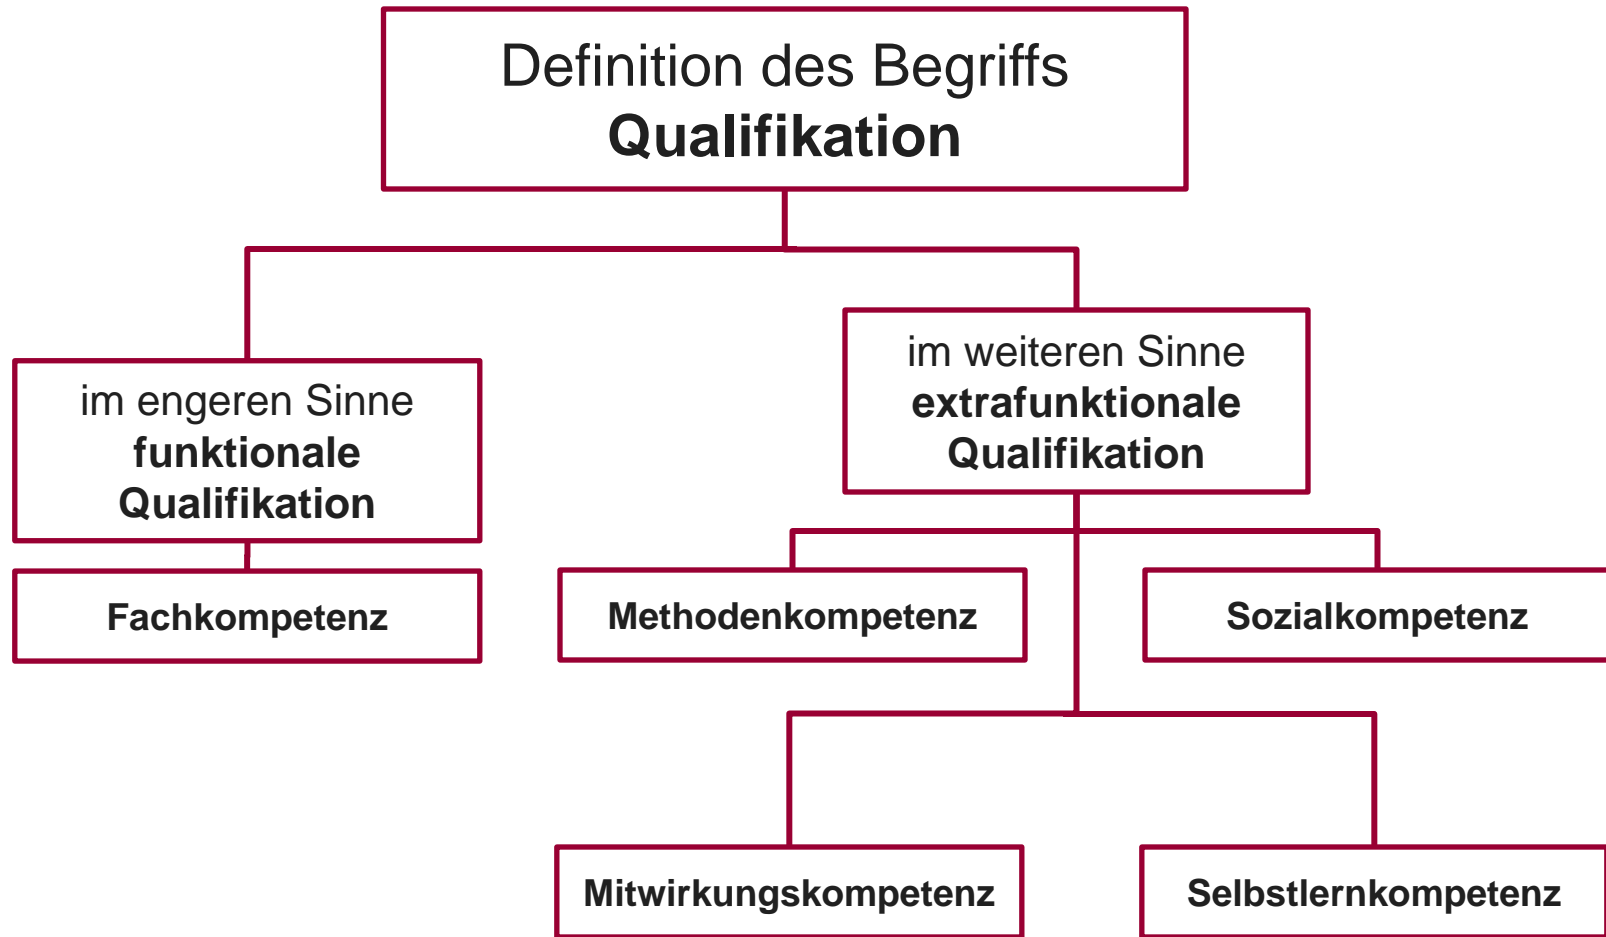 Definition des Begriffs
Qualifikation
im engeren Sinne
funktionale
Qualifikation
im weiteren Sinne
extrafunktionale
Qualifikation
Fachkompetenz
Methodenkompetenz
Sozialkompetenz
Mitwirkungskompetenz
Selbstlernkompetenz